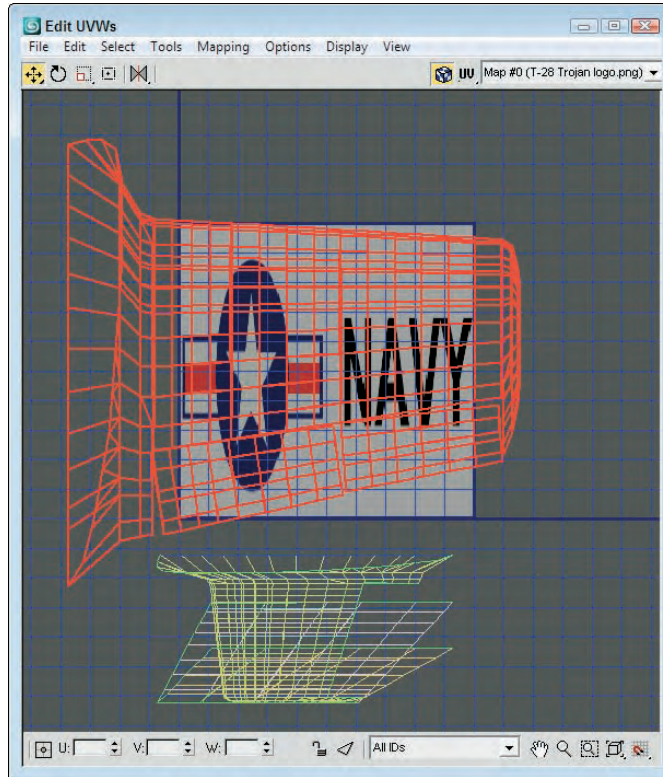 Edit UVWs
File Edit Select Tools Mapping Options Display View
UV Map #0 (T-28 Trojan logo.png)
NAVY
U: V: W: All IDs